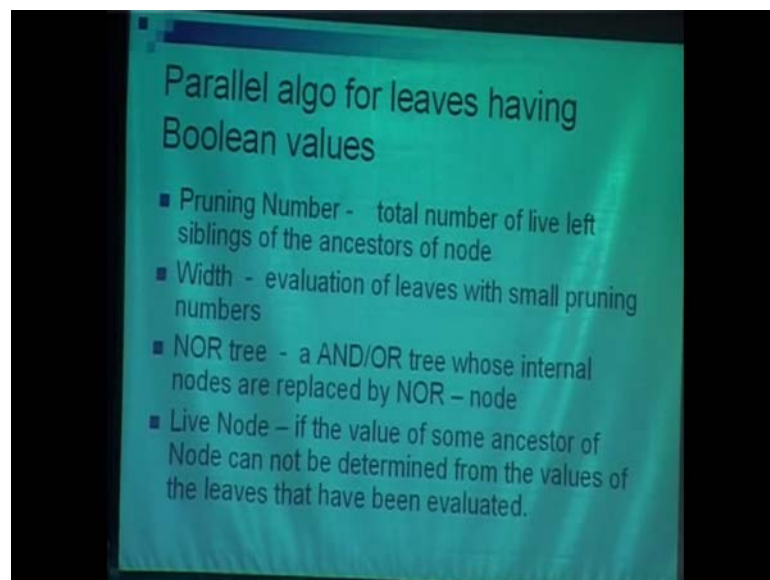 Parallel algo for leaves having
Boolean values
Pruning Number - total number of live left
siblings of the ancestors of node
Width - evaluation of leaves with small pruning
numbers
NOR tree - a AND/OR tree whose internal
nodes are replaced by NOR – node
Live Node – if the value of some ancestor of
Node can not be determined from the values of
the leaves that have been evaluated.